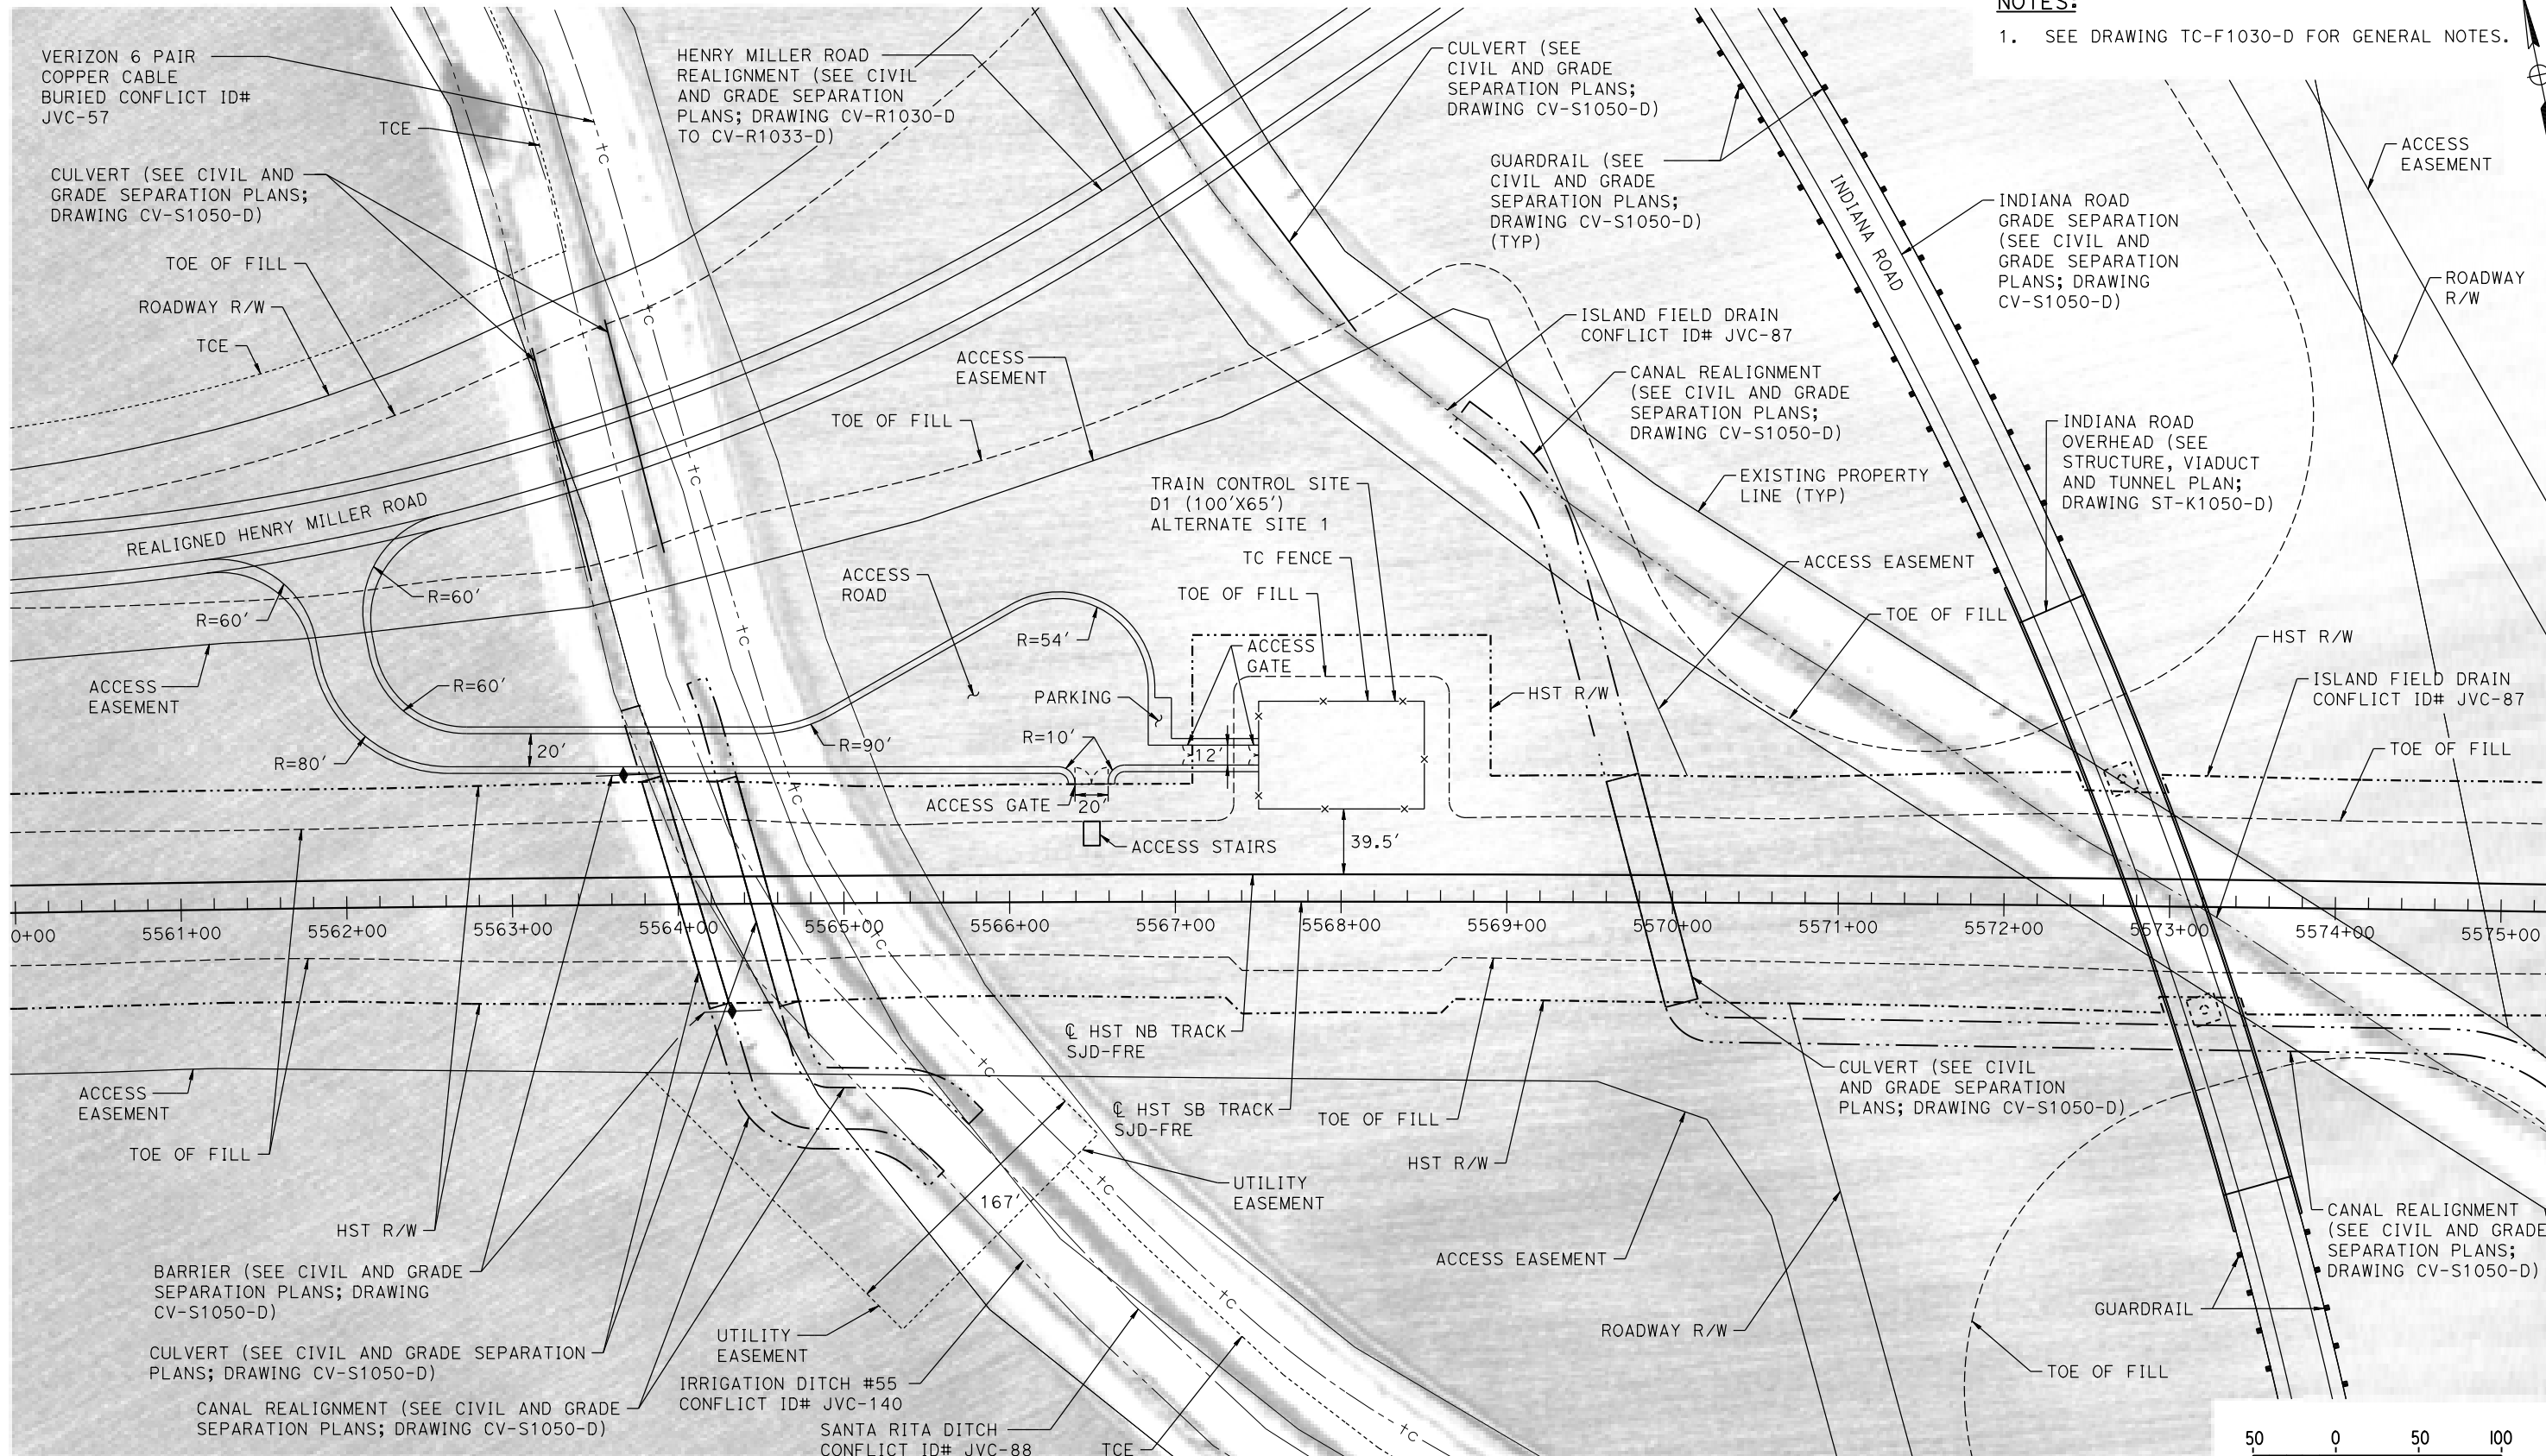 NOTES:
1. SEE DRAWING TC-F1030-D FOR GENERAL NOTES.
VERIZON 6 PAIR
COPPER CABLE
BURIED CONFLICT ID#
JVC-57
TCE
CULVERT (SEE CIVIL AND
GRADE SEPARATION PLANS;
DRAWING CV-S1050-D)
TOE OF FILL
ROADWAY R/W
TCE
HENRY MILLER ROAD
REALIGNMENT (SEE CIVIL
AND GRADE SEPARATION
PLANS; DRAWING CV-R1030-D
TO CV-R1033-D)
CULVERT (SEE
CIVIL AND GRADE
SEPARATION PLANS;
DRAWING CV-S1050-D)
GUARDRAIL (SEE
CIVIL AND GRADE
SEPARATION PLANS;
DRAWING CV-S1050-D)
(TYP)
INDIANA ROAD
INDIANA ROAD
GRADE SEPARATION
(SEE CIVIL AND
GRADE SEPARATION
PLANS; DRAWING
CV-S1050-D)
ACCESS
EASEMENT
ROADWAY
R/W
ISLAND FIELD DRAIN
CONFLICT ID# JVC-87
CANAL REALIGNMENT
(SEE CIVIL AND GRADE
SEPARATION PLANS;
DRAWING CV-S1050-D)
ACCESS
EASEMENT
TOE OF FILL
INDIANA ROAD
OVERHEAD (SEE
STRUCTURE, VIADUCT
AND TUNNEL PLAN;
DRAWING ST-K1050-D)
EXISTING PROPERTY
LINE (TYP)
TRAIN CONTROL SITE
D1 (100'X65')
ALTERNATE SITE 1
TC FENCE
TOE OF FILL
REALIGNED HENRY MILLER ROAD
R=60'
R=60'
ACCESS
ROAD
R=54'
ACCESS
GATE
ACCESS EASEMENT
TOE OF FILL
HST R/W
ISLAND FIELD DRAIN
CONFLICT ID# JVC-87
TOE OF FILL
ACCESS
EASEMENT
R=60'
PARKING
HST R/W
R=80'
20'
R=90'
R=10'
12'
ACCESS GATE
20'
ACCESS STAIRS
39.5'
0+00
5561+00
5562+00
5563+00
5564+00
5565+00
5566+00
5567+00
5568+00
5569+00
5570+00
5571+00
5572+00
5573+00
5574+00
5575+00
tc
tc
tc
tc
tc
tc
tc
tc
tc
tc
℄ HST NB TRACK
SJD-FRE
℄ HST SB TRACK
SJD-FRE
TOE OF FILL
HST R/W
CULVERT (SEE CIVIL
AND GRADE SEPARATION
PLANS; DRAWING CV-S1050-D)
ACCESS
EASEMENT
TOE OF FILL
HST R/W
167'
UTILITY
EASEMENT
ACCESS EASEMENT
ROADWAY R/W
CANAL REALIGNMENT
(SEE CIVIL AND GRADE
SEPARATION PLANS;
DRAWING CV-S1050-D)
GUARDRAIL
TOE OF FILL
BARRIER (SEE CIVIL AND GRADE
SEPARATION PLANS; DRAWING
CV-S1050-D)
CULVERT (SEE CIVIL AND GRADE SEPARATION
PLANS; DRAWING CV-S1050-D)
CANAL REALIGNMENT (SEE CIVIL AND GRADE
SEPARATION PLANS; DRAWING CV-S1050-D)
UTILITY
EASEMENT
IRRIGATION DITCH #55
CONFLICT ID# JVC-140
SANTA RITA DITCH
CONFLICT ID# JVC-88
TCE
50 0 50 100